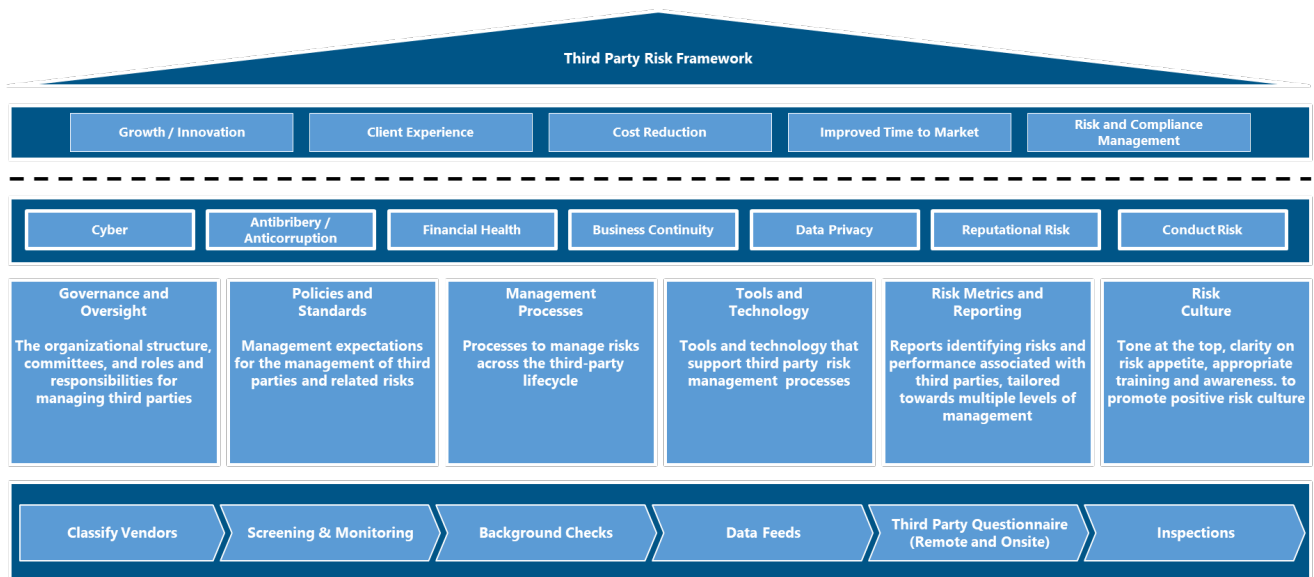 Third Party Risk Framework
Growth / Innovation
Client Experience
Cost Reduction
Improved Time to Market
Risk and Compliance
Management
Cyber
Antibribery /
Anticorruption
Financial Health
Business Continuity
Data Privacy
Reputational Risk
Conduct Risk
Governance and
Oversight
The organizational structure,
committees, and roles and
responsibilities for
managing third parties
Policies and
Standards
Management expectations
for the management of third
parties and related risks
Management
Processes
Processes to manage risks
across the third-party
lifecycle
Tools and
Technology
Tools and technology that
support third party risk
management processes
Risk Metrics and
Reporting
Reports identifying risks and
performance associated with
third parties, tailored
towards multiple levels of
management
Risk
Culture
Tone at the top, clarity on
risk appetite, appropriate
training and awareness. to
promote positive risk culture
Classify Vendors
Screening & Monitoring
Background Checks
Data Feeds
Third Party Questionnaire
(Remote and Onsite)
Inspections